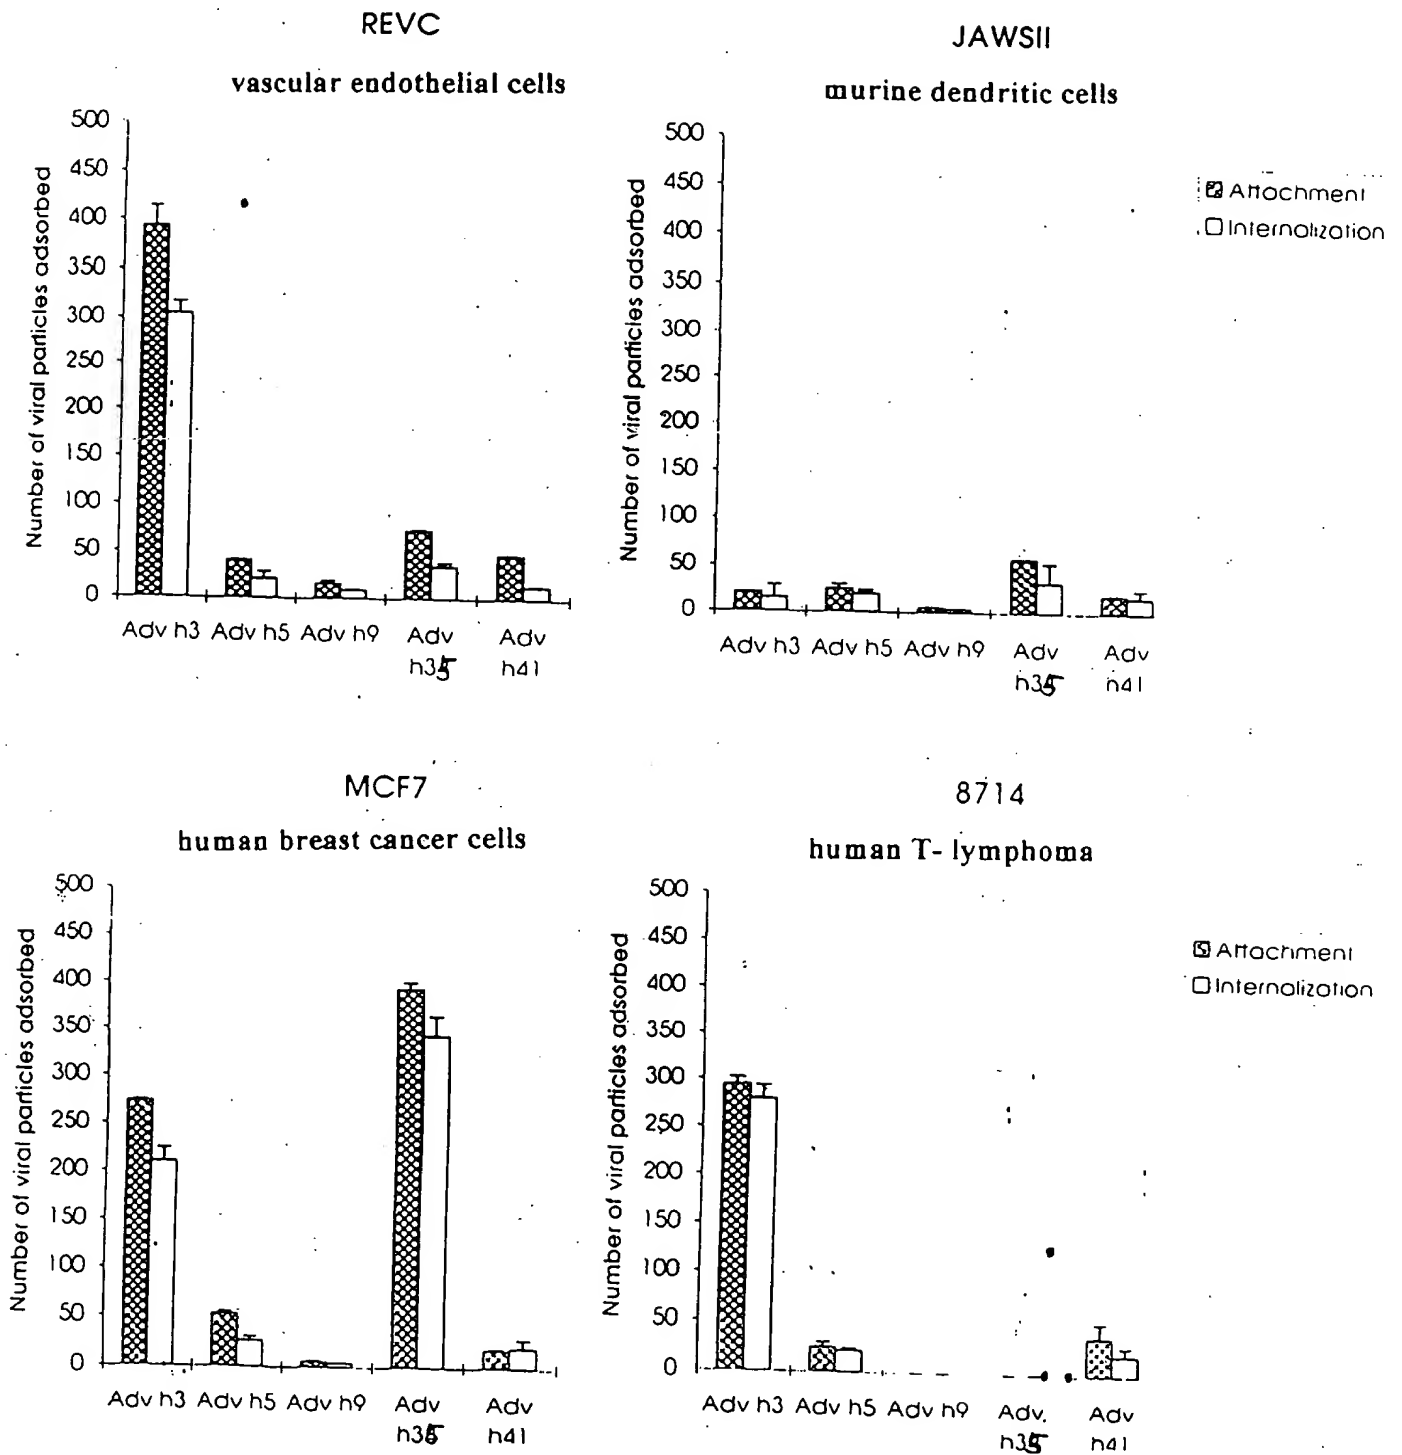 REVC
vascular endothelial cells
Number of viral particles adsorbed
500
450
400
350
300
250
200
150
100
50
0
Adv h3 Adv h5 Adv h9 Adv h35 Adv h41
JAWSII
murine dendritic cells
Number of viral particles adsorbed
500
450
400
350
300
250
200
150
100
50
0
Adv h3 Adv h5 Adv h9 Adv h35 Adv h41
Attachment
Internalization
MCF7
human breast cancer cells
Number of viral particles adsorbed
500
450
400
350
300
250
200
150
100
50
0
Adv h3 Adv h5 Adv h9 Adv h35 Adv h41
8714
human T- lymphoma
Number of viral particles adsorbed
500
450
400
350
300
250
200
150
100
50
0
Adv h3 Adv h5 Adv h9 Adv. h35 Adv h41
Attachment
Internalization